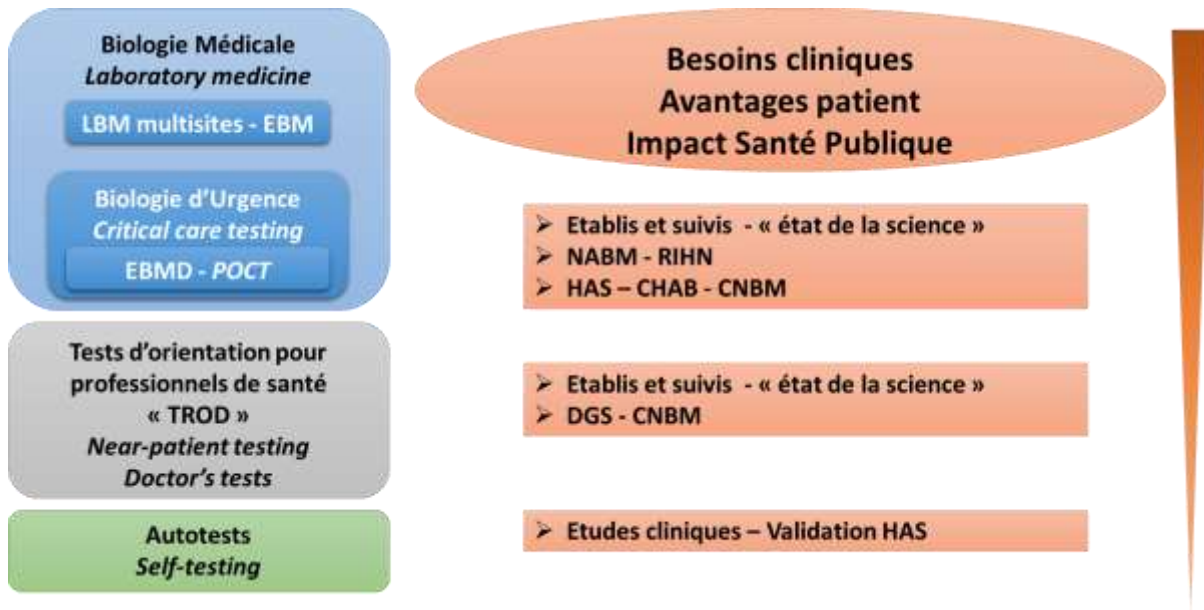 Biologie Médicale
Laboratory medicine
LBM multisites - EBM
Biologie d'Urgence
Critical care testing
EBMD - POCT
Tests d'orientation pour
professionnels de santé
« TROD »
Near-patient testing
Doctor's tests
Autotests
Self-testing
Besoins cliniques
Avantages patient
Impact Santé Publique
➢ Etablis et suivis - « état de la science »
➢ NABM - RIHN
➢ HAS – CHAB - CNBM
➢ Etablis et suivis - « état de la science »
➢ DGS - CNBM
➢ Etudes cliniques – Validation HAS